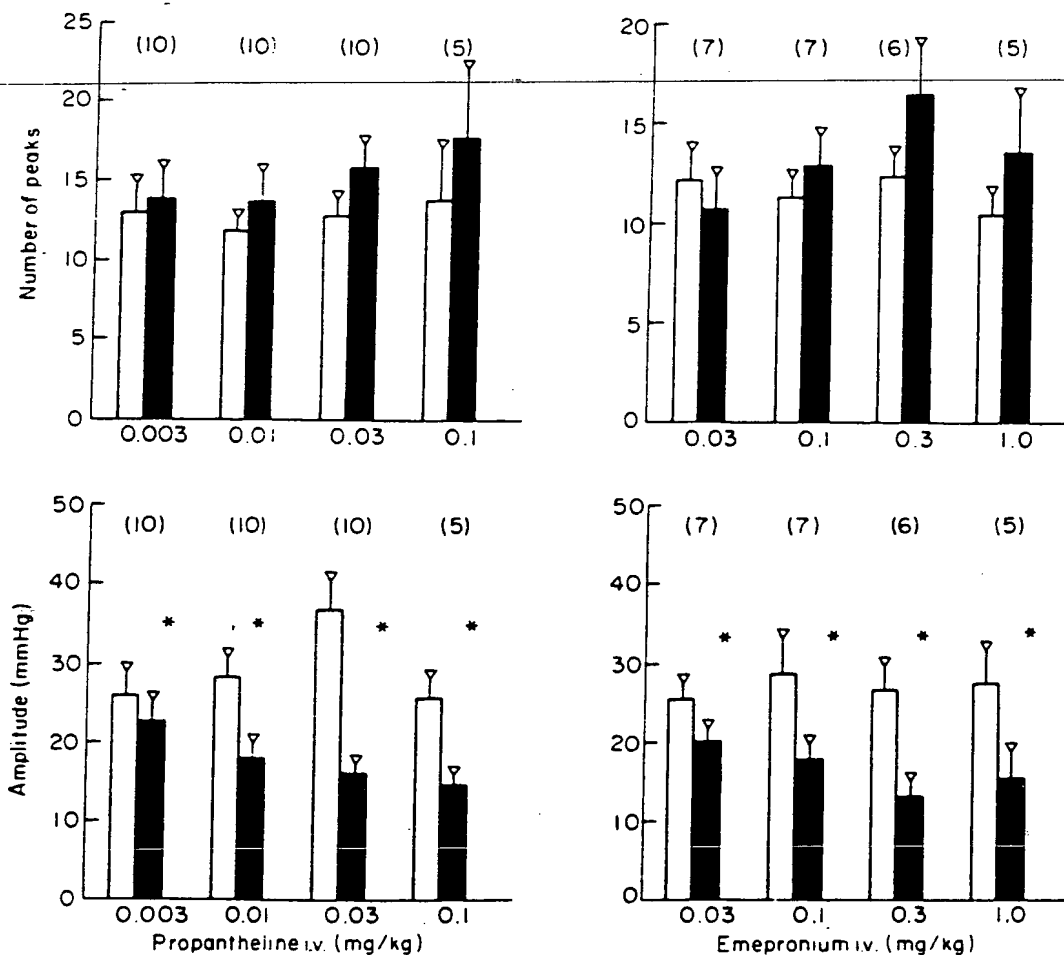 25
20
15
10
5
0
Number of peaks
(10) (10) (10) (5)
0.003 0.01 0.03 0.1
20
15
10
5
0
(7) (7) (6) (5)
0.03 0.1 0.3 1.0
50
40
30
20
10
0
Amplitude (mmHg)
(10) (10) (10) (5)
* * * *
0.003 0.01 0.03 0.1
Propantheline i.v. (mg/kg)
50
40
30
20
10
0
(7) (7) (6) (5)
* * * *
0.03 0.1 0.3 1.0
Emepronium i.v. (mg/kg)